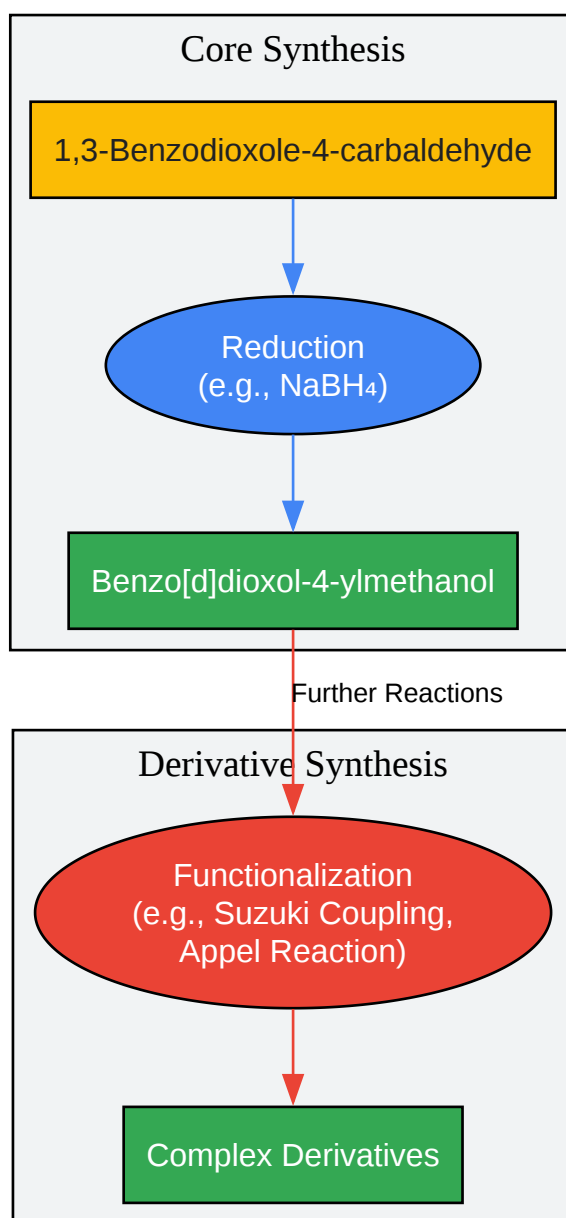 Core Synthesis
1,3-Benzodioxole-4-carbaldehyde
Reduction
(e.g., NaBH₄)
Benzo[d]dioxol-4-ylmethanol
Further Reactions
Derivative Synthesis
Functionalization
(e.g., Suzuki Coupling,
Appel Reaction)
Complex Derivatives